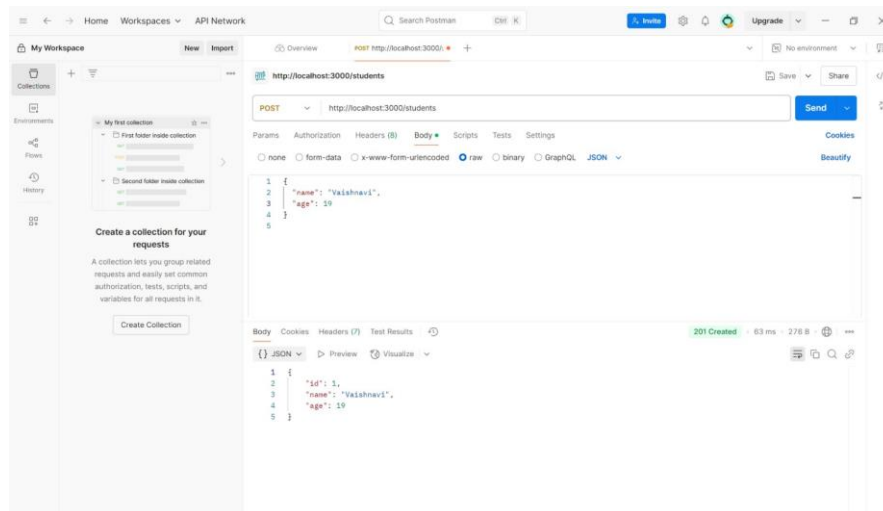 Home Workspaces API Network Search Postman Ctrl K Invite Upgrade
My Workspace New Import Overview POST http://localhost:3000/s No environment
Collections
http://localhost:3000/students Save Share
Environments
POST http://localhost:3000/students Send
My first collection
First folder inside collection
Params Authorization Headers (8) Body Scripts Tests Settings Cookies
Flows
none form-data x-www-form-urlencoded raw binary GraphQL JSON Beautify
Second folder inside collection
History
1 {
2 "name": "Vaishnavi",
3 "age": 19
4 }
5
Create a collection for your
requests
A collection lets you group related
requests and easily set common
authorization, tests, scripts, and
variables for all requests in it.
Create Collection
Body Cookies Headers (7) Test Results 201 Created 63 ms 276 B
{} JSON Preview Visualize
1 {
2 "id": 1,
3 "name": "Vaishnavi",
4 "age": 19
5 }